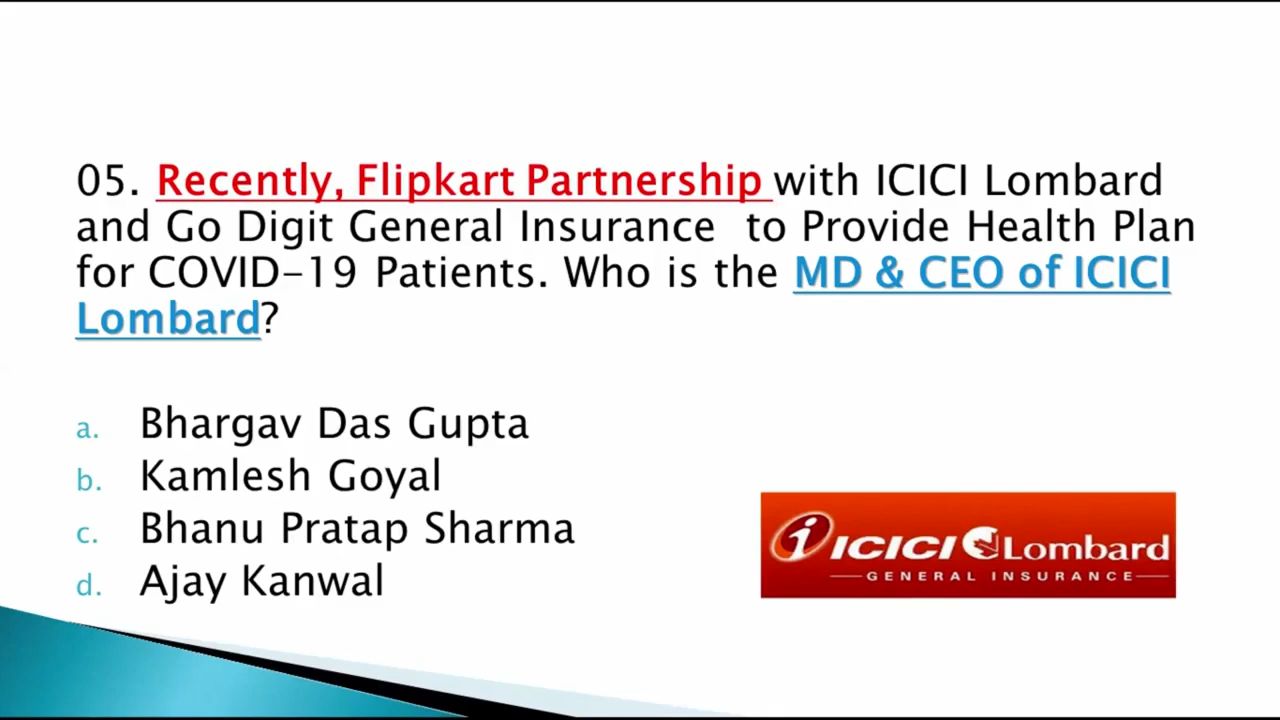 05. Recently, Flipkart Partnership with ICICI Lombard
and Go Digit General Insurance to Provide Health Plan
for COVID-19 Patients. Who is the MD & CEO of ICICI
Lombard?
a. Bhargav Das Gupta
b. Kamlesh Goyal
c. Bhanu Pratap Sharma
d. Ajay Kanwal
i ICICI Lombard
GENERAL INSURANCE